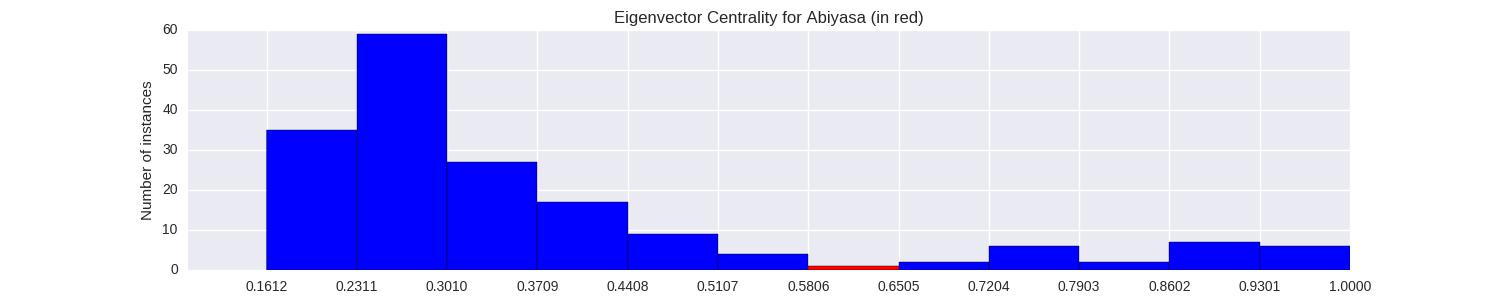 Eigenvector Centrality for Abiyasa (in red)
Number of instances
60
50
40
30
20
10
0
0.1612 0.2311 0.3010 0.3709 0.4408 0.5107 0.5806 0.6505 0.7204 0.7903 0.8602 0.9301 1.0000